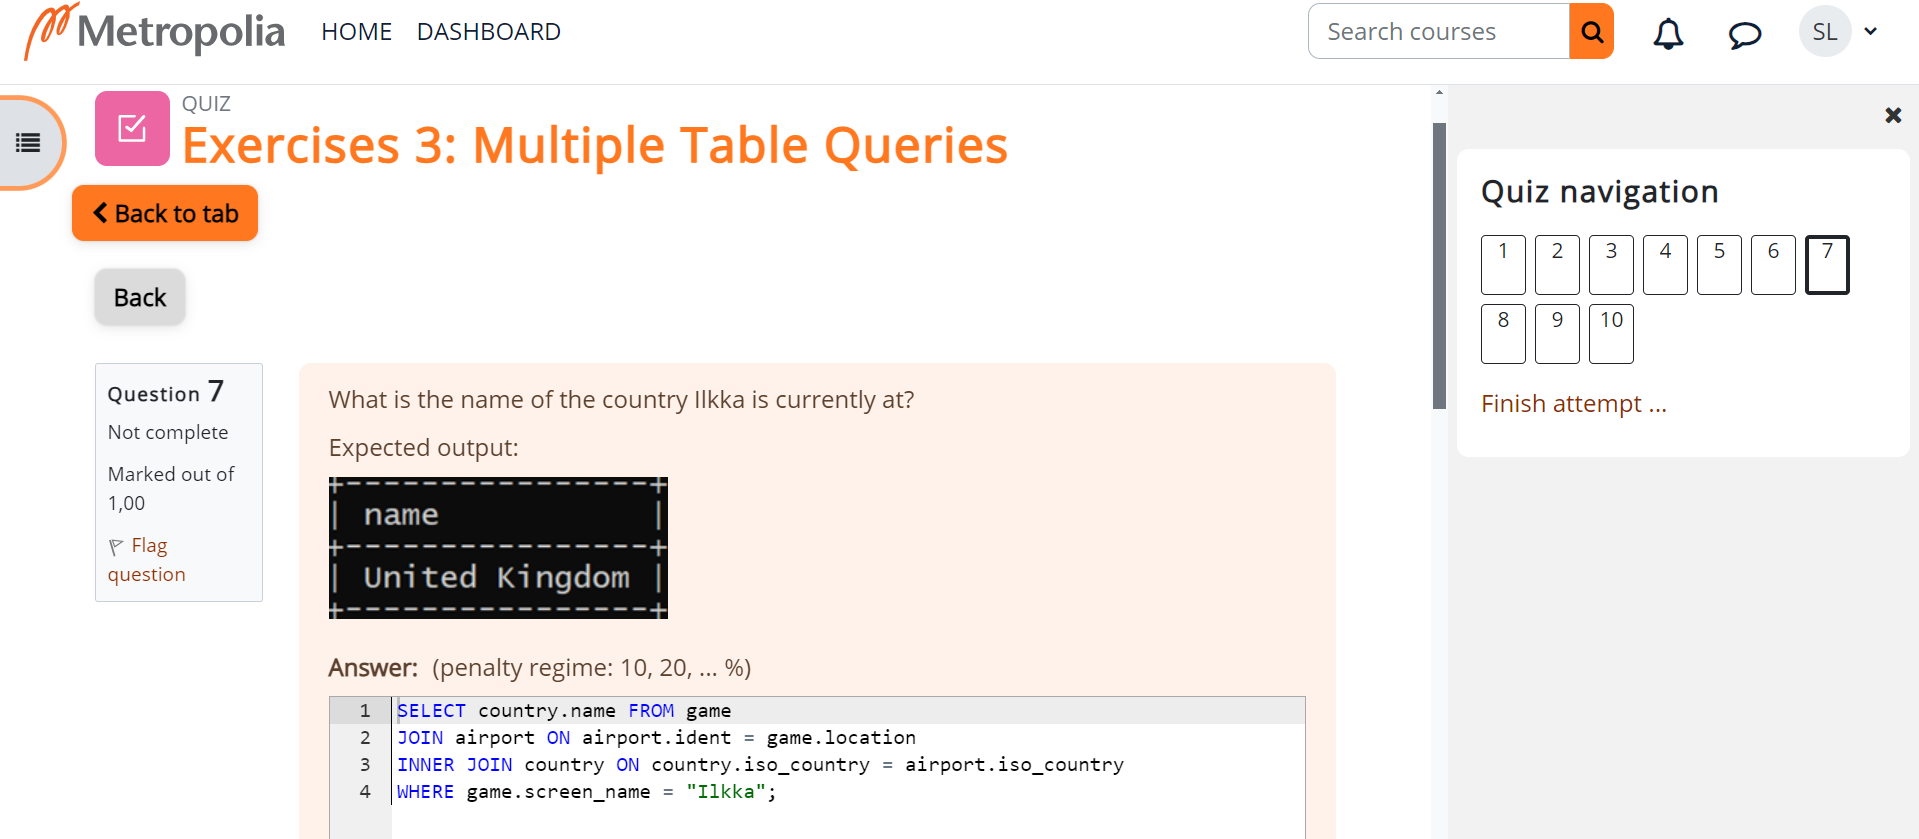 Metropolia HOME DASHBOARD Search courses SL
QUIZ
Exercises 3: Multiple Table Queries
Back to tab
Back
Question 7
Not complete
Marked out of
1,00
Flag
question
What is the name of the country Ilkka is currently at?
Expected output:
+----------------+
| name           |
+----------------+
| United Kingdom |
+----------------+
Answer: (penalty regime: 10, 20, ... %)
1 SELECT country.name FROM game
2 JOIN airport ON airport.ident = game.location
3 INNER JOIN country ON country.iso_country = airport.iso_country
4 WHERE game.screen_name = "Ilkka";
Quiz navigation
1 2 3 4 5 6 7
8 9 10
Finish attempt ...